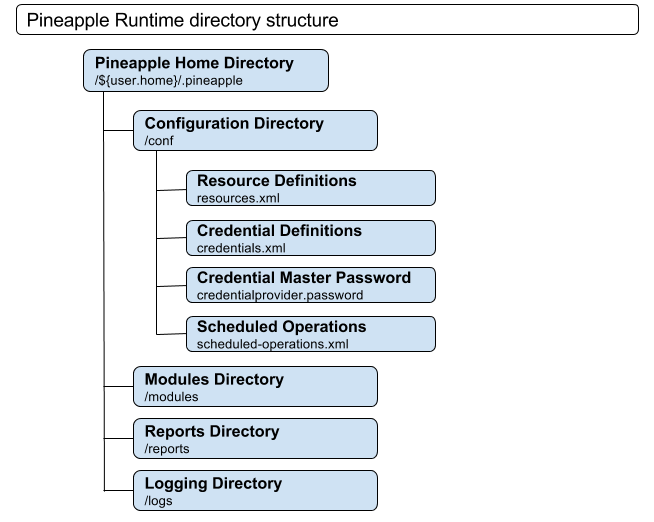 Pineapple Runtime directory structure
Pineapple Home Directory
/${user.home}/.pineapple
Configuration Directory
/conf
Resource Definitions
resources.xml
Credential Definitions
credentials.xml
Credential Master Password
credentialprovider.password
Scheduled Operations
scheduled-operations.xml
Modules Directory
/modules
Reports Directory
/reports
Logging Directory
/logs